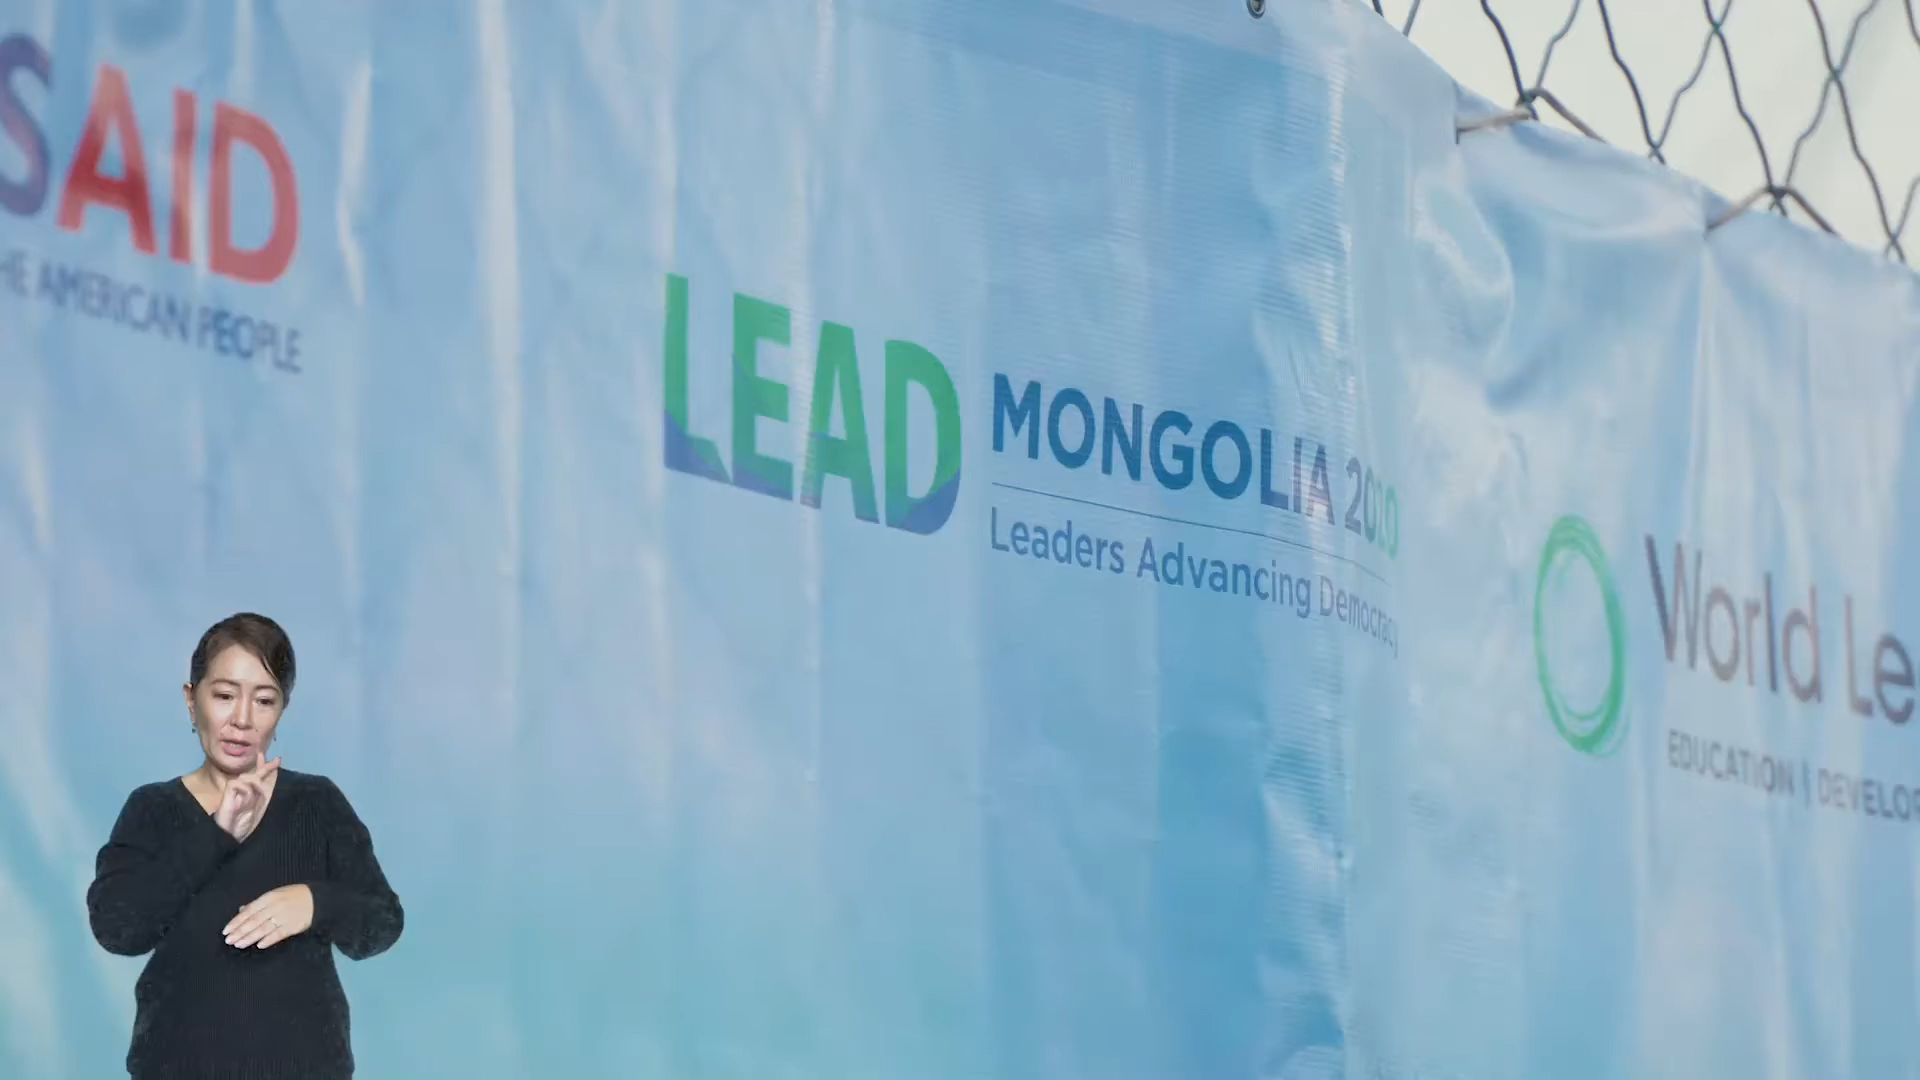 SAID
HE AMERICAN PEOPLE
LEAD
MONGOLIA 2020
Leaders Advancing Democracy
World Le
EDUCATION | DEVELOP